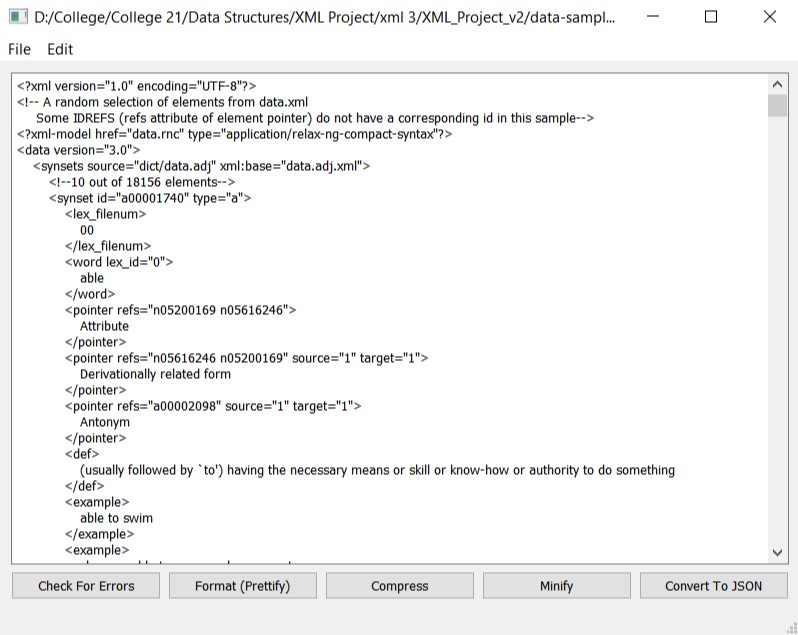 D:/College/College 21/Data Structures/XML Project/xml 3/XML_Project_v2/data-sampl...
File Edit
<?xml version="1.0" encoding="UTF-8"?>
<!-- A random selection of elements from data.xml
Some IDREFS (refs attribute of element pointer) do not have a corresponding id in this sample-->
<?xml-model href="data.rnc" type="application/relax-ng-compact-syntax"?>
<data version="3.0">
<synsets source="dict/data.adj" xml:base="data.adj.xml">
<!--10 out of 18156 elements-->
<synset id="a00001740" type="a">
<lex_filenum>
00
</lex_filenum>
<word lex_id="0">
able
</word>
<pointer refs="n05200169 n05616246">
Attribute
</pointer>
<pointer refs="n05616246 n05200169" source="1" target="1">
Derivationally related form
</pointer>
<pointer refs="a00002098" source="1" target="1">
Antonym
</pointer>
<def>
(usually followed by `to') having the necessary means or skill or know-how or authority to do something
</def>
<example>
able to swim
</example>
<example>
Check For Errors Format (Prettify) Compress Minify Convert To JSON